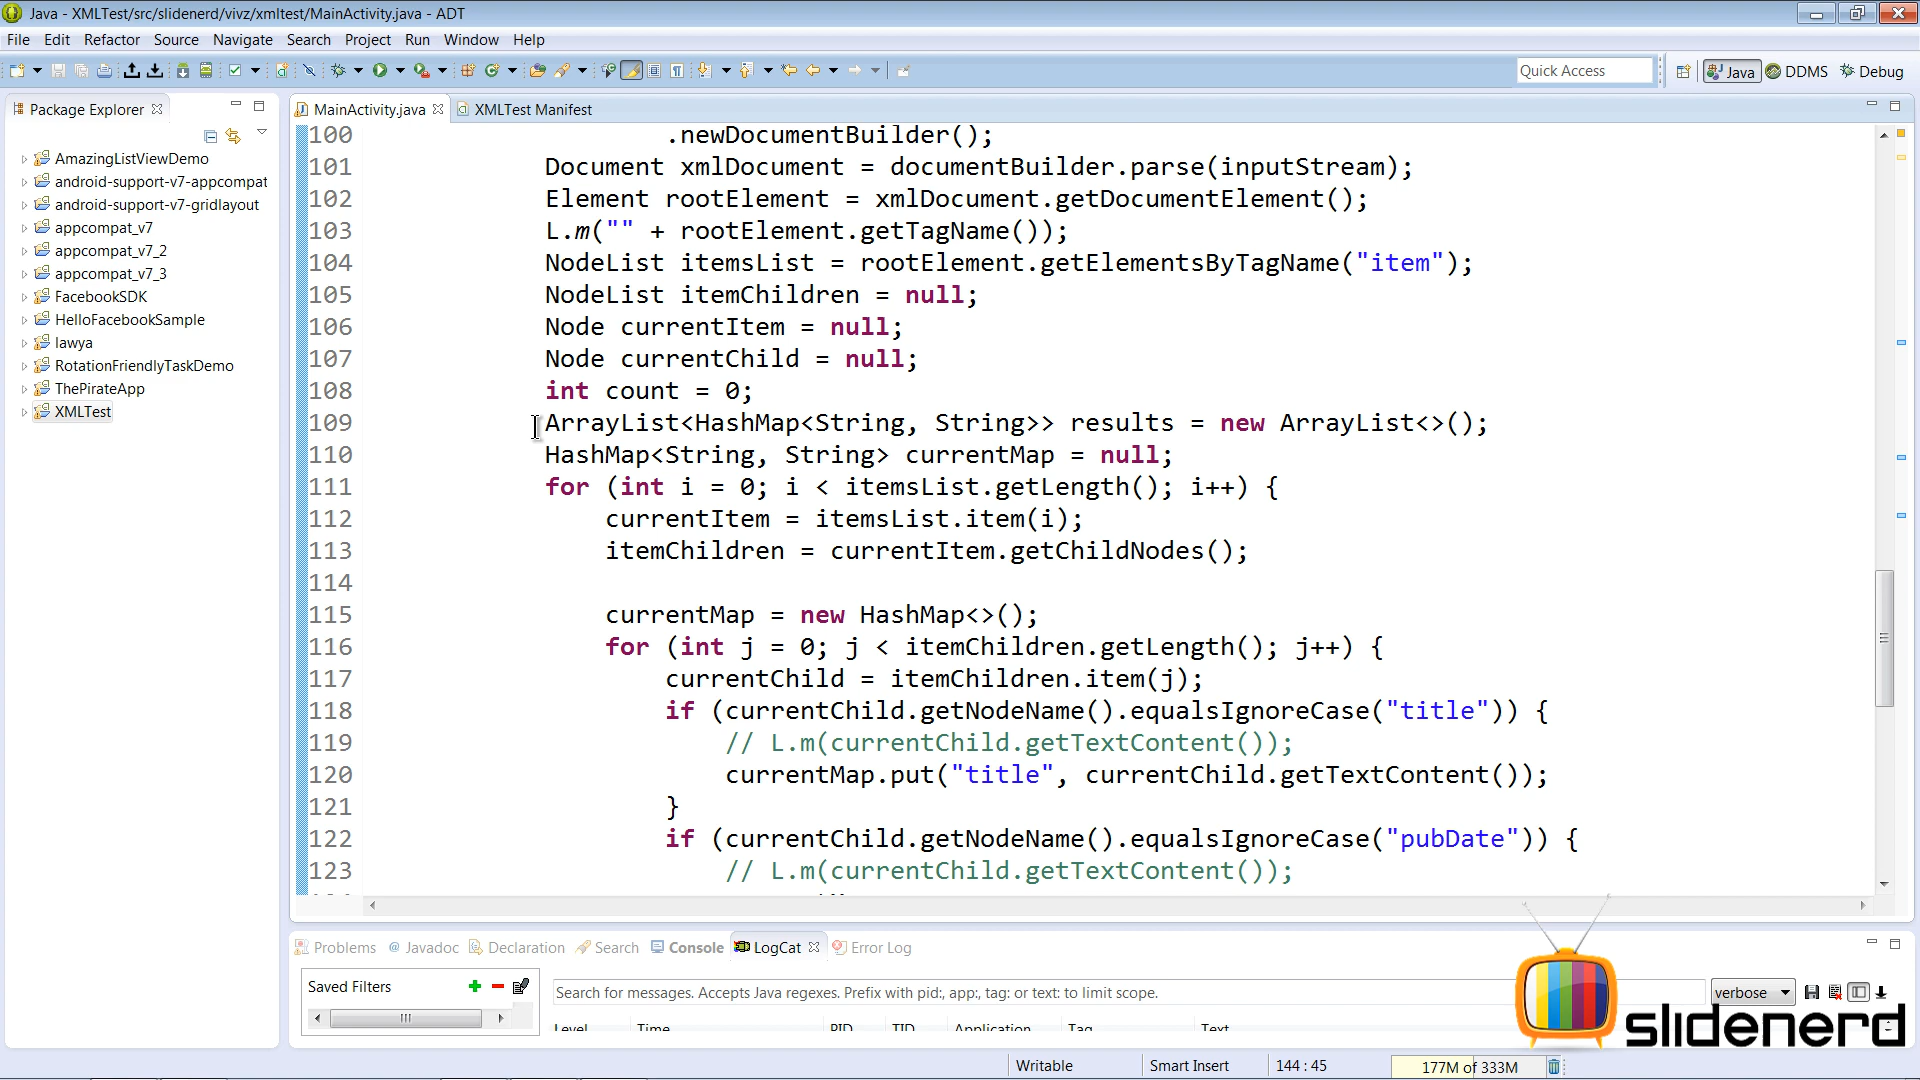 Java - XMLTest/src/slidenerd/vivz/xmltest/MainActivity.java - ADT
File Edit Refactor Source Navigate Search Project Run Window Help
Quick Access
Java
DDMS
Debug
Package Explorer
AmazingListViewDemo
android-support-v7-appcompat
android-support-v7-gridlayout
appcompat_v7
appcompat_v7_2
appcompat_v7_3
FacebookSDK
HelloFacebookSample
lawya
RotationFriendlyTaskDemo
ThePirateApp
XMLTest
MainActivity.java
XMLTest Manifest
100 .newDocumentBuilder();
101 Document xmlDocument = documentBuilder.parse(inputStream);
102 Element rootElement = xmlDocument.getDocumentElement();
103 L.m("" + rootElement.getTagName());
104 NodeList itemsList = rootElement.getElementsByTagName("item");
105 NodeList itemChildren = null;
106 Node currentItem = null;
107 Node currentChild = null;
108 int count = 0;
109 ArrayList<HashMap<String, String>> results = new ArrayList<>();
110 HashMap<String, String> currentMap = null;
111 for (int i = 0; i < itemsList.getLength(); i++) {
112 currentItem = itemsList.item(i);
113 itemChildren = currentItem.getChildNodes();
114
115 currentMap = new HashMap<>();
116 for (int j = 0; j < itemChildren.getLength(); j++) {
117 currentChild = itemChildren.item(j);
118 if (currentChild.getNodeName().equalsIgnoreCase("title")) {
119 // L.m(currentChild.getTextContent());
120 currentMap.put("title", currentChild.getTextContent());
121 }
122 if (currentChild.getNodeName().equalsIgnoreCase("pubDate")) {
123 // L.m(currentChild.getTextContent());
Problems @ Javadoc Declaration Search Console LogCat Error Log
Saved Filters
Search for messages. Accepts Java regexes. Prefix with pid:, app:, tag: or text: to limit scope.
verbose
Level Time PID TID Application Tag Text
slidenerd
Writable Smart Insert 144 : 45 177M of 333M